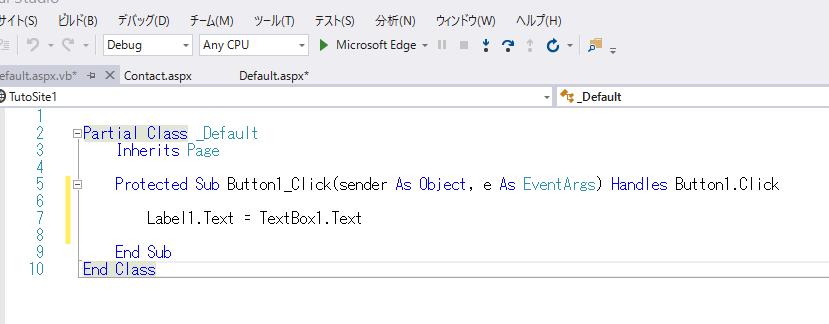 サイト(S) ビルド(B) デバッグ(D) チーム(M) ツール(T) テスト(S) 分析(N) ウィンドウ(W) ヘルプ(H)
Debug Any CPU Microsoft Edge
efault.aspx.vb* Contact.aspx Default.aspx*
TutoSite1 _Default
1
2 Partial Class _Default
3 Inherits Page
4
5 Protected Sub Button1_Click(sender As Object, e As EventArgs) Handles Button1.Click
6
7 Label1.Text = TextBox1.Text
8
9 End Sub
10 End Class